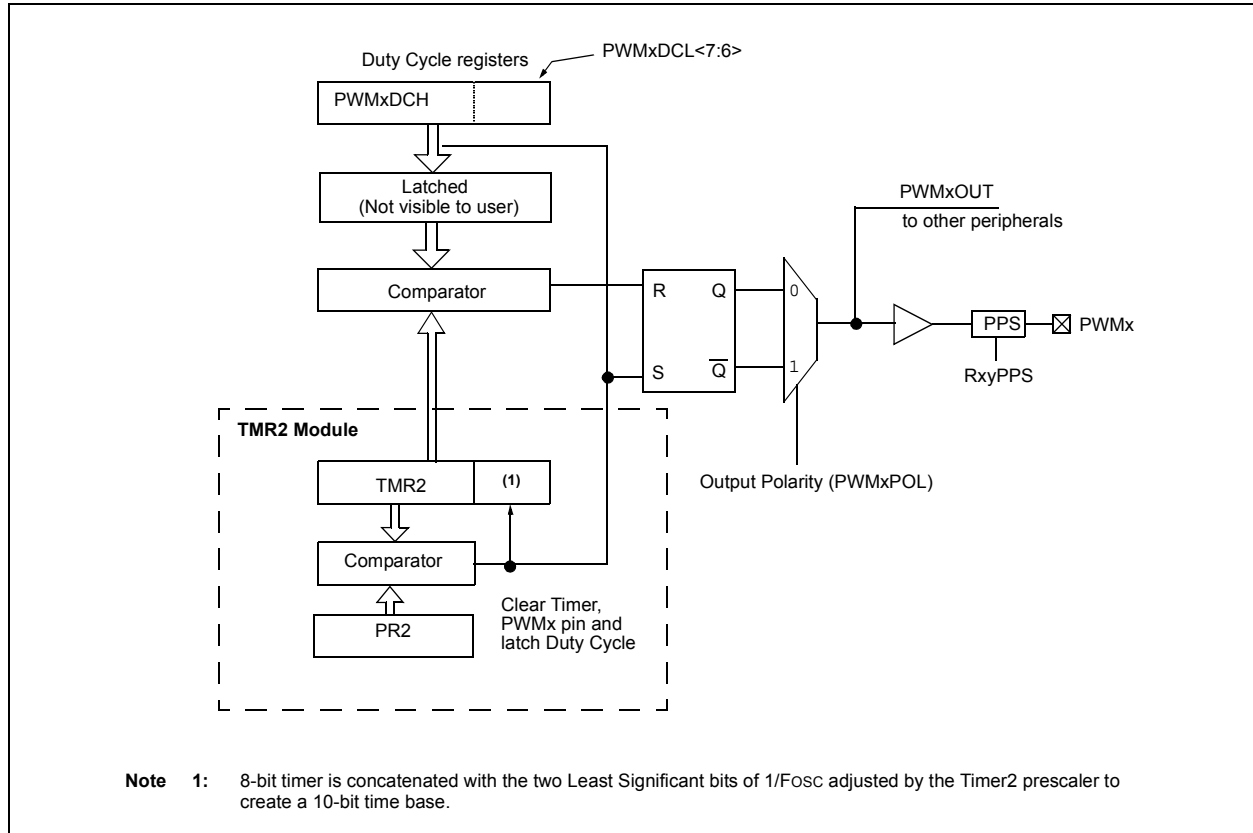 Duty Cycle registers
PWMxDCL<7:6>
PWMxDCH
Latched
(Not visible to user)
Comparator
R
Q
S
Q̅
0
1
PWMxOUT
to other peripherals
PPS
PWMx
RxyPPS
Output Polarity (PWMxPOL)
TMR2 Module
TMR2
(1)
Comparator
PR2
Clear Timer,
PWMx pin and
latch Duty Cycle
Note 1: 8-bit timer is concatenated with the two Least Significant bits of 1/FOSC adjusted by the Timer2 prescaler to
create a 10-bit time base.